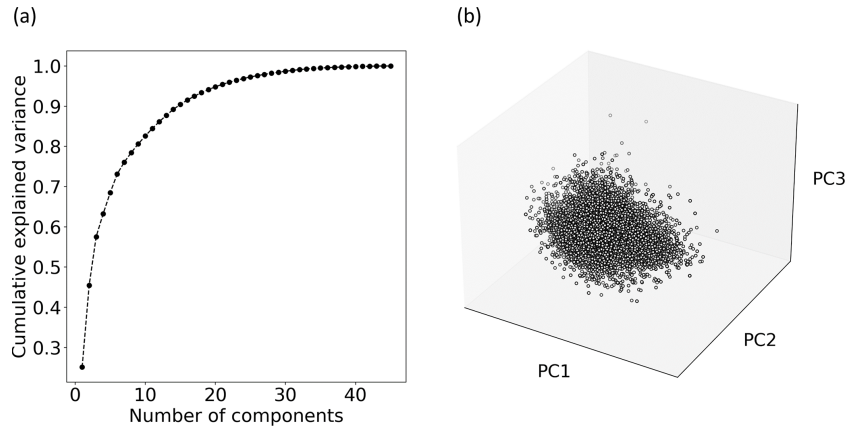 (a)
(b)
1.0
0.9
0.8
0.7
0.6
0.5
0.4
0.3
Cumulative explained variance
0 10 20 30 40
Number of components
PC1
PC2
PC3